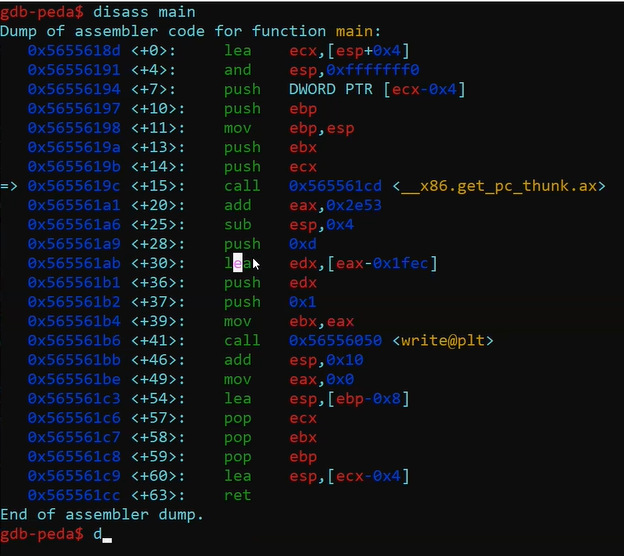 gdb-peda$ disass main
Dump of assembler code for function main:
   0x5655618d <+0>:     lea    ecx,[esp+0x4]
   0x56556191 <+4>:     and    esp,0xfffffff0
   0x56556194 <+7>:     push   DWORD PTR [ecx-0x4]
   0x56556197 <+10>:    push   ebp
   0x56556198 <+11>:    mov    ebp,esp
   0x5655619a <+13>:    push   ebx
   0x5655619b <+14>:    push   ecx
=> 0x5655619c <+15>:    call   0x565561cd <__x86.get_pc_thunk.ax>
   0x565561a1 <+20>:    add    eax,0x2e53
   0x565561a6 <+25>:    sub    esp,0x4
   0x565561a9 <+28>:    push   0xd
   0x565561ab <+30>:    lea    edx,[eax-0x1fec]
   0x565561b1 <+36>:    push   edx
   0x565561b2 <+37>:    push   0x1
   0x565561b4 <+39>:    mov    ebx,eax
   0x565561b6 <+41>:    call   0x56556050 <write@plt>
   0x565561bb <+46>:    add    esp,0x10
   0x565561be <+49>:    mov    eax,0x0
   0x565561c3 <+54>:    lea    esp,[ebp-0x8]
   0x565561c6 <+57>:    pop    ecx
   0x565561c7 <+58>:    pop    ebx
   0x565561c8 <+59>:    pop    ebp
   0x565561c9 <+60>:    lea    esp,[ecx-0x4]
   0x565561cc <+63>:    ret
End of assembler dump.
gdb-peda$ d